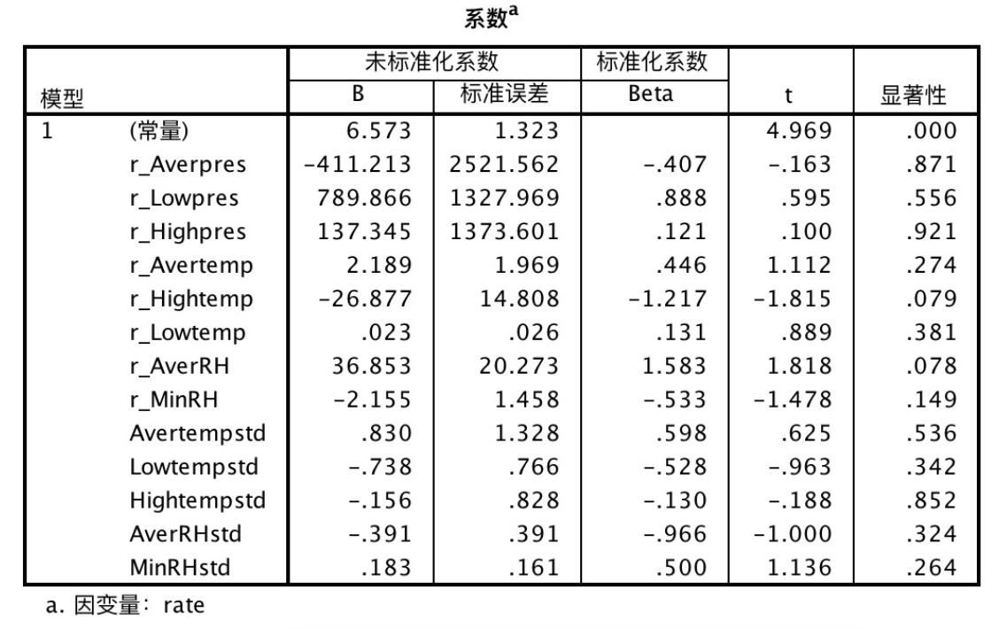 系数a
未标准化系数 标准化系数
模型 B 标准误差 Beta t 显著性
1 (常量) 6.573 1.323 4.969 .000
r_Averpres -411.213 2521.562 -.407 -.163 .871
r_Lowpres 789.866 1327.969 .888 .595 .556
r_Highpres 137.345 1373.601 .121 .100 .921
r_Avertemp 2.189 1.969 .446 1.112 .274
r_Hightemp -26.877 14.808 -1.217 -1.815 .079
r_Lowtemp .023 .026 .131 .889 .381
r_AverRH 36.853 20.273 1.583 1.818 .078
r_MinRH -2.155 1.458 -.533 -1.478 .149
Avertempstd .830 1.328 .598 .625 .536
Lowtempstd -.738 .766 -.528 -.963 .342
Hightempstd -.156 .828 -.130 -.188 .852
AverRHstd -.391 .391 -.966 -1.000 .324
MinRHstd .183 .161 .500 1.136 .264
a. 因变量：rate